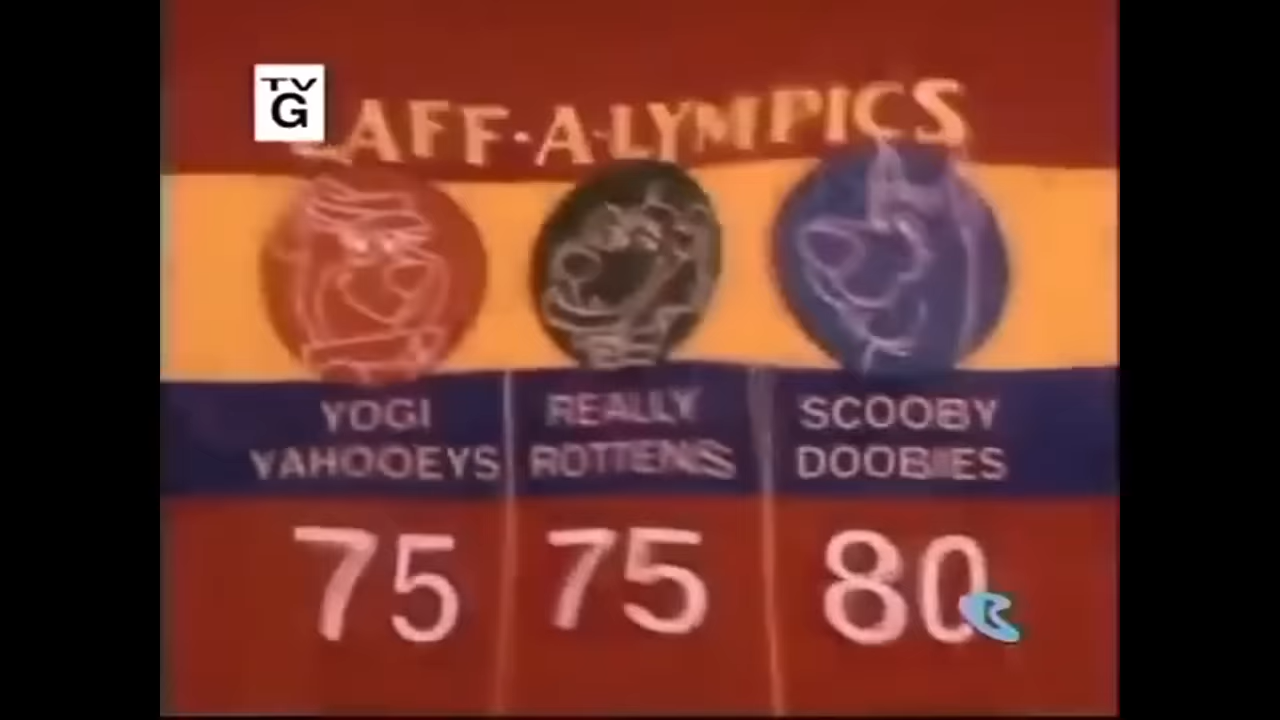 TV
G
LAFF-A-LYMPICS
YOGI
YAHOOEYS
REALLY
ROTTENS
SCOOBY
DOOBIES
75
75
80